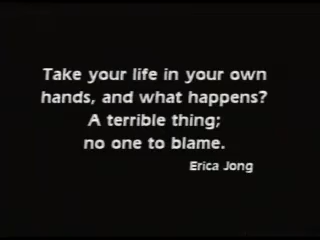 Take your life in your own
hands, and what happens?
A terrible thing;
no one to blame.
Erica Jong